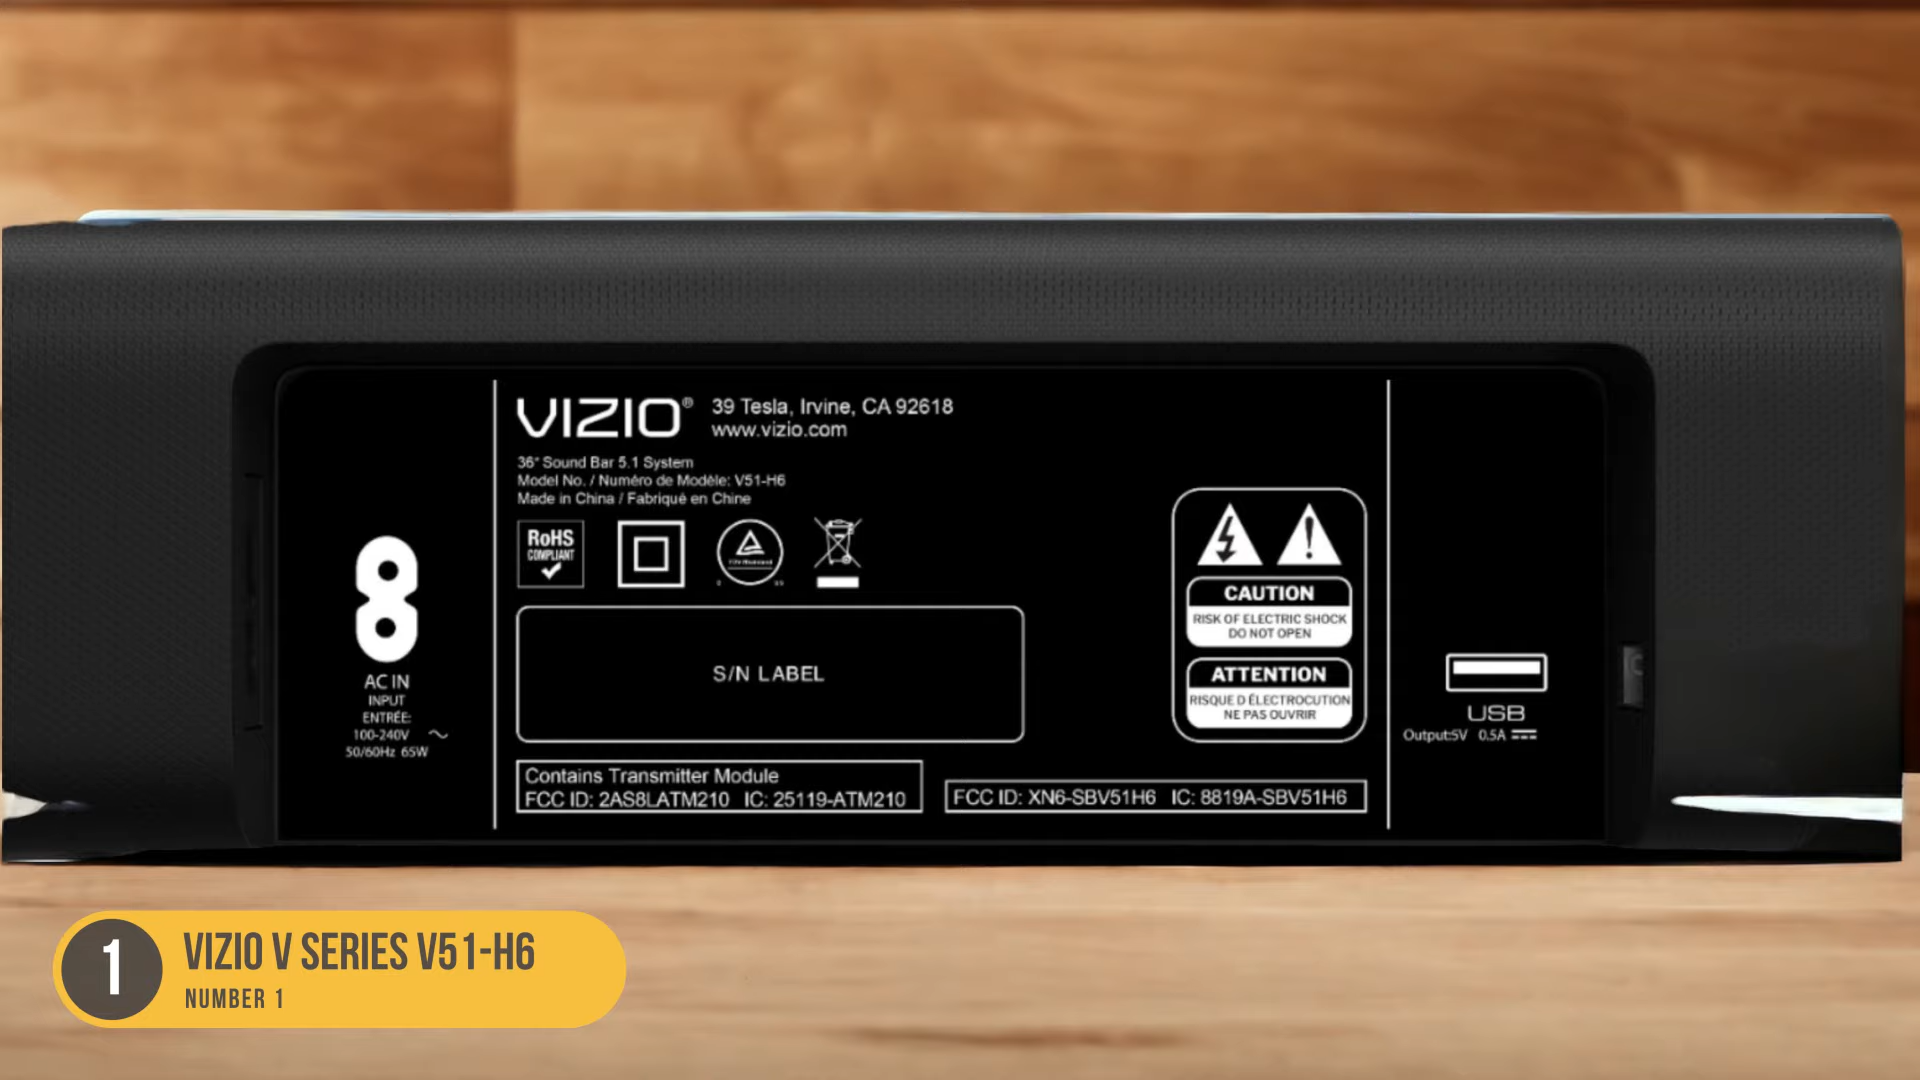 VIZIO® 39 Tesla, Irvine, CA 92618
www.vizio.com
36" Sound Bar 5.1 System
Model No. / Numéro de Modèle: V51-H6
Made in China / Fabriqué en Chine
RoHS
COMPLIANT
AC IN
INPUT
ENTRÉE:
100-240V ～
50/60Hz 65W
S/N LABEL
Contains Transmitter Module
FCC ID: 2AS8LATM210 IC: 25119-ATM210
FCC ID: XN6-SBV51H6 IC: 8819A-SBV51H6
CAUTION
RISK OF ELECTRIC SHOCK
DO NOT OPEN
ATTENTION
RISQUE D ÉLECTROCUTION
NE PAS OUVRIR
USB
Output:5V 0.5A
1
VIZIO V SERIES V51-H6
NUMBER 1